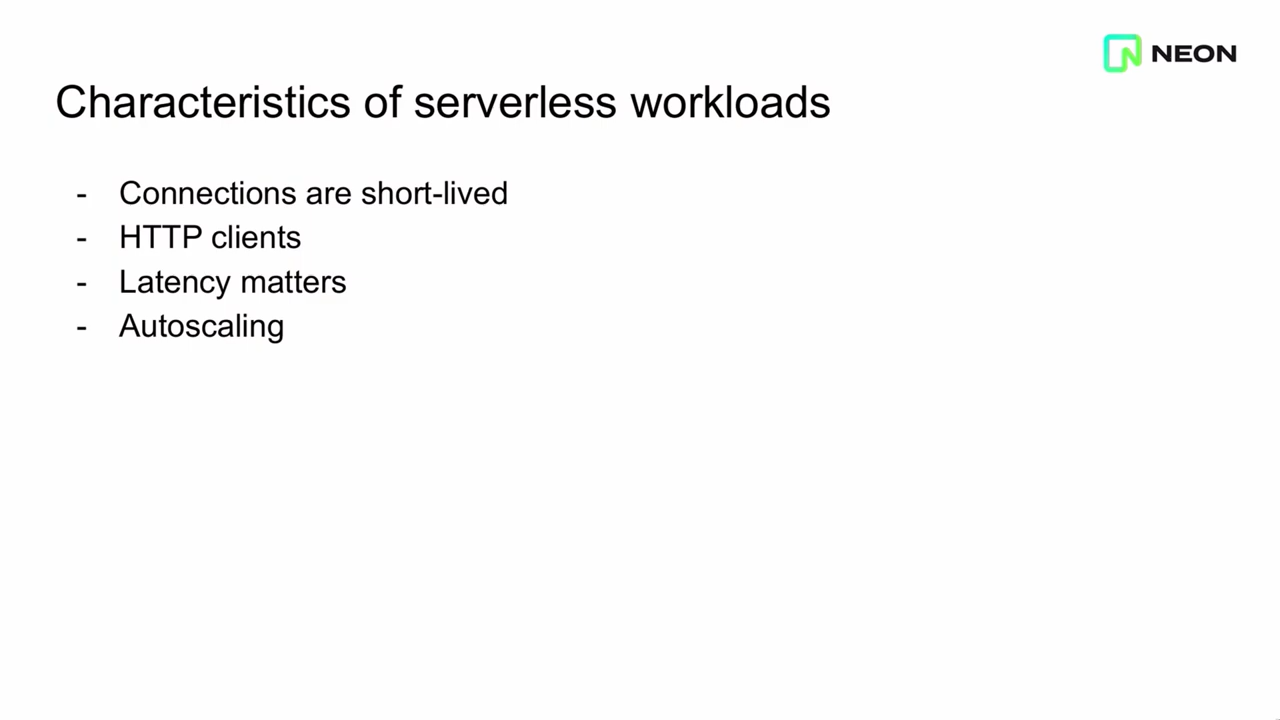 NEON
Characteristics of serverless workloads
- Connections are short-lived
- HTTP clients
- Latency matters
- Autoscaling